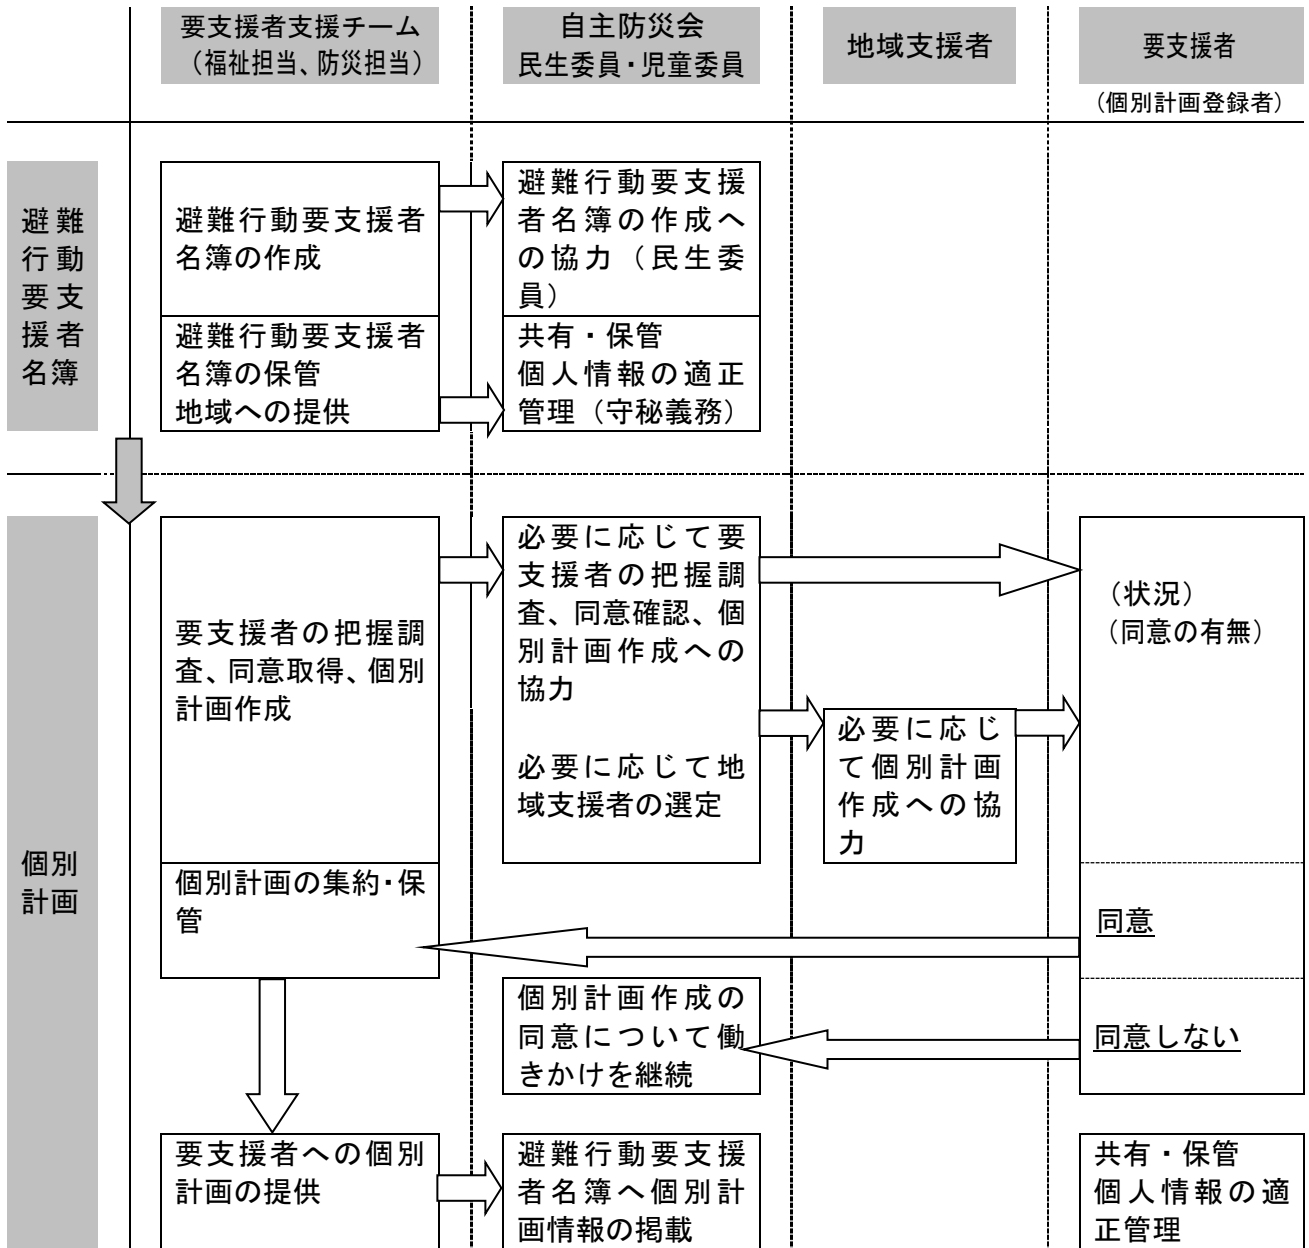 要支援者支援チーム
（福祉担当、防災担当）
自主防災会
民生委員・児童委員
地域支援者
要支援者
（個別計画登録者）
避難
行動
要支
援者
名簿
避難行動要支援者
名簿の作成
避難行動要支援
者名簿の作成へ
の協力（民生委
員）
避難行動要支援者
名簿の保管
地域への提供
共有・保管
個人情報の適正
管理（守秘義務）
個別
計画
要支援者の把握調
査、同意取得、個別
計画作成
必要に応じて要
支援者の把握調
査、同意確認、個
別計画作成への
協力
必要に応じて地
域支援者の選定
必要に応じ
て個別計画
作成への協
力
（状況）
（同意の有無）
個別計画の集約・保
管
同意
個別計画作成の
同意について働
きかけを継続
同意しない
要支援者への個別
計画の提供
避難行動要支援
者名簿へ個別計
画情報の掲載
共有・保管
個人情報の適
正管理